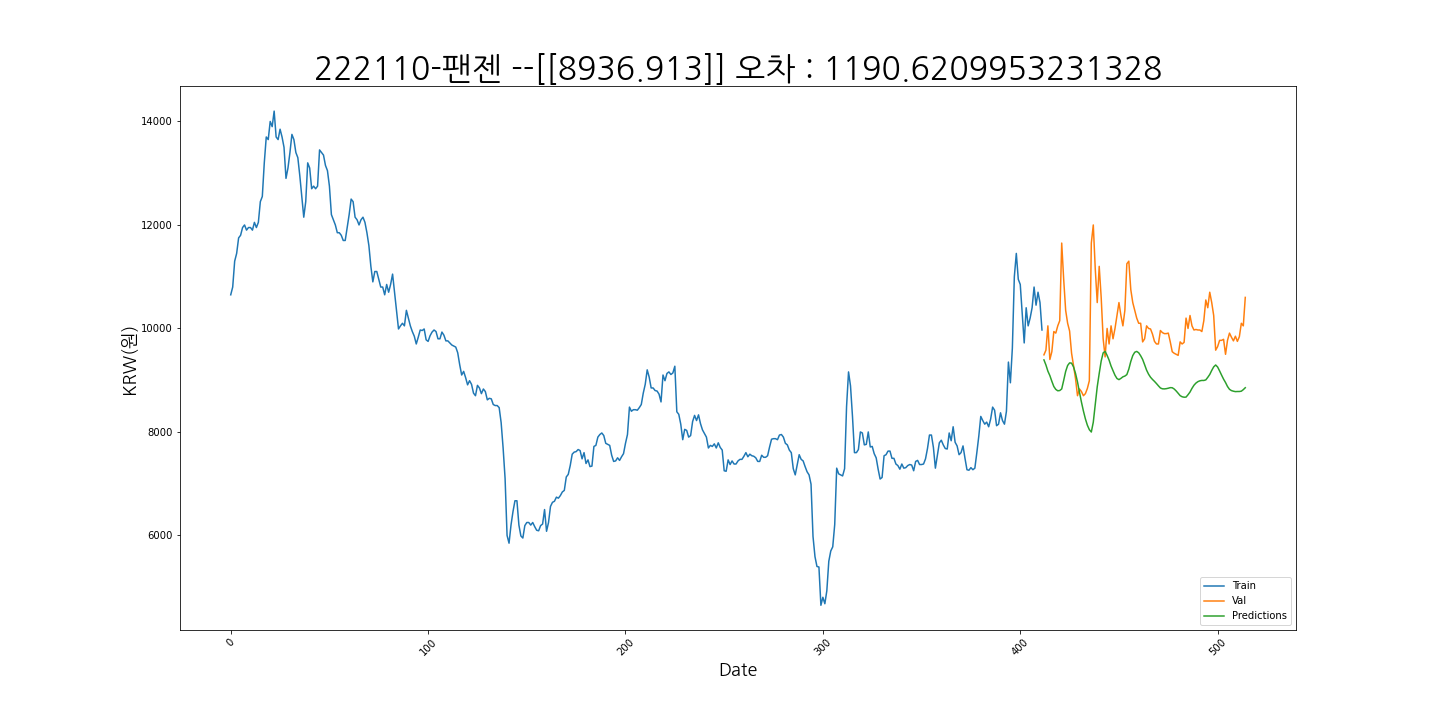 222110-팬젠 --[[8936.913]] 오차 : 1190.6209953231328
KRW(원)
14000
12000
10000
8000
6000
0
100
200
300
400
500
Date
Train
Val
Predictions